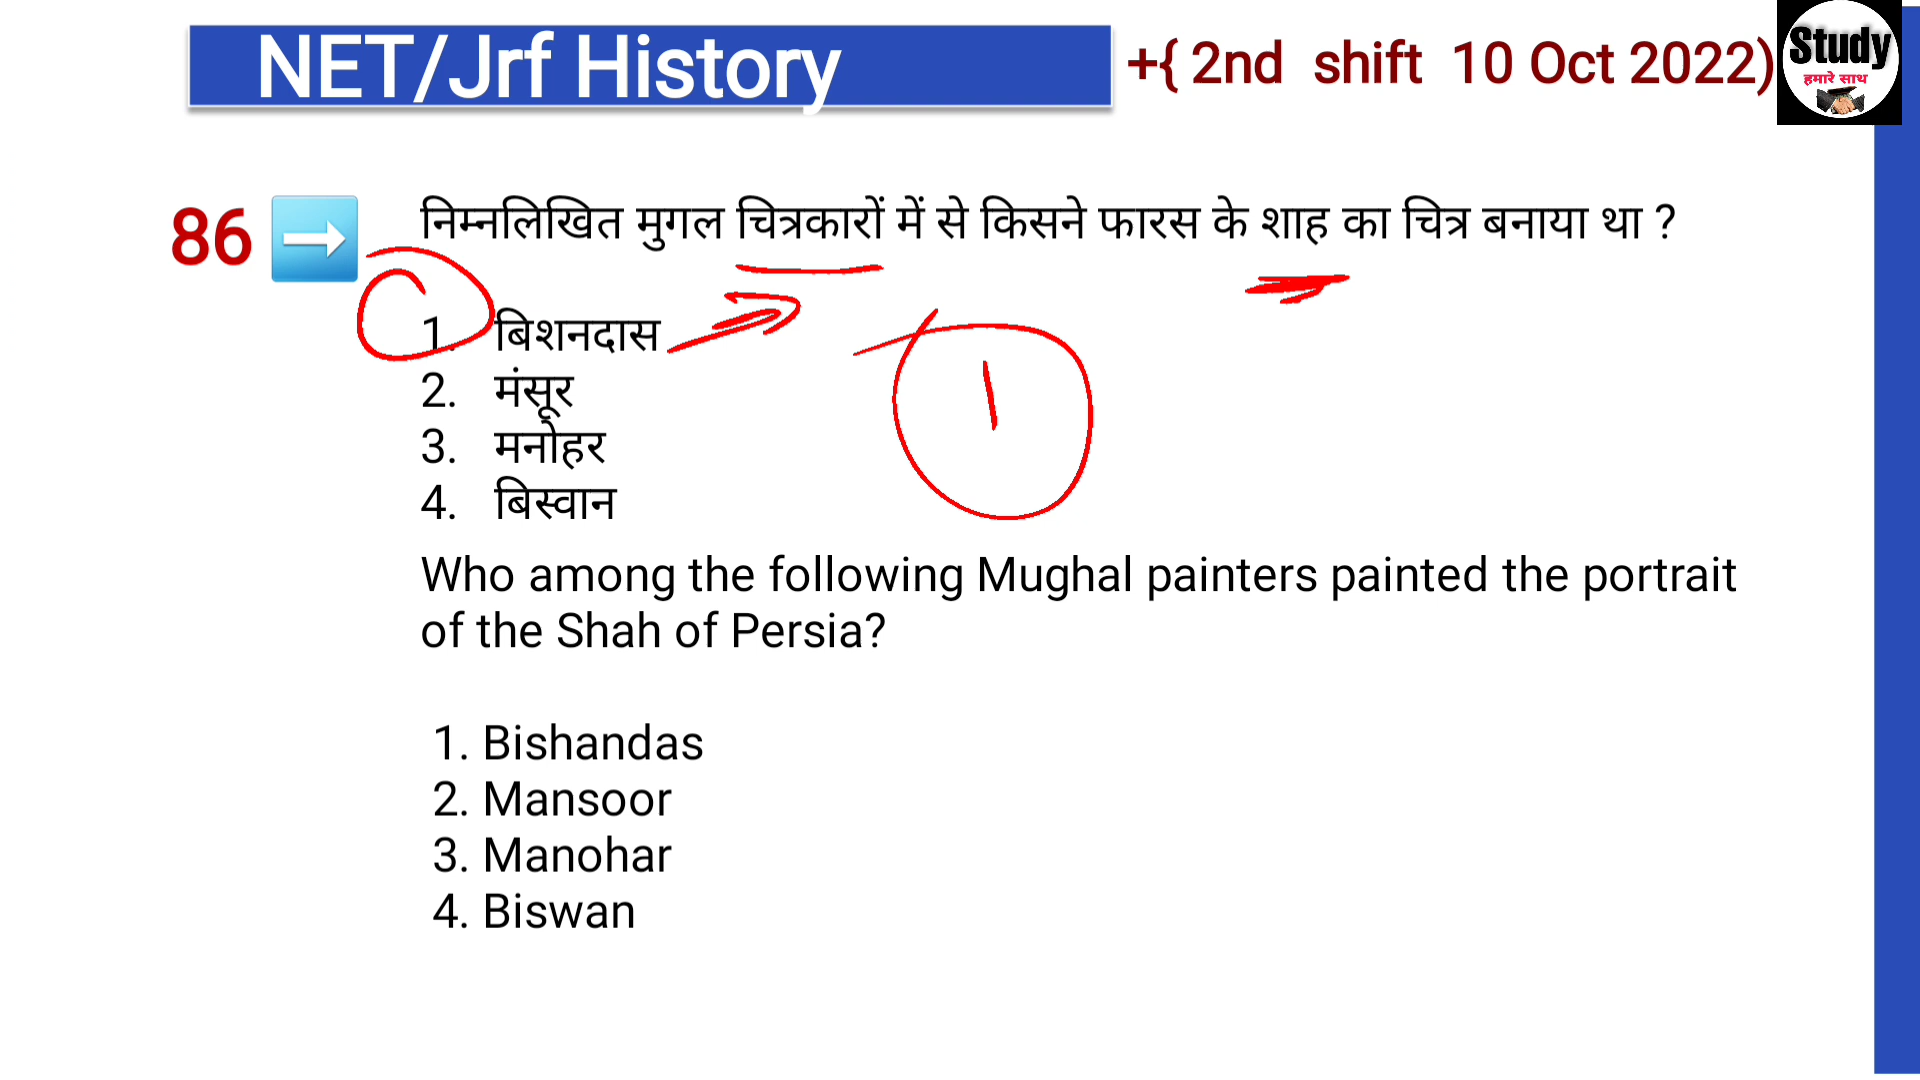 NET/Jrf History
+{ 2nd shift 10 Oct 2022)
Study
हमारे साथ
86
निम्नलिखित मुगल चित्रकारों में से किसने फारस के शाह का चित्र बनाया था ?
1. बिशनदास
1
2. मंसूर
3. मनोहर
4. बिस्वान
Who among the following Mughal painters painted the portrait
of the Shah of Persia?
1. Bishandas
2. Mansoor
3. Manohar
4. Biswan